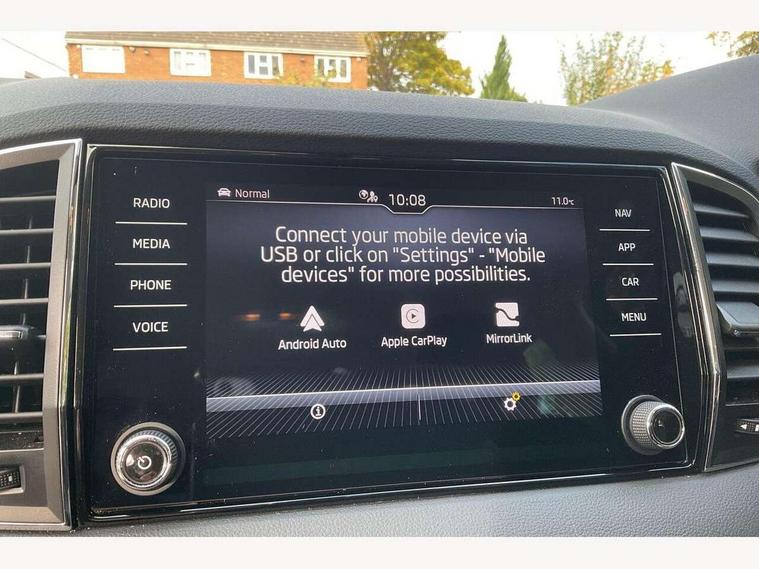 Normal 10:08 11.0°C
RADIO
MEDIA
PHONE
VOICE
Connect your mobile device via
USB or click on "Settings" - "Mobile
devices" for more possibilities.
Android Auto Apple CarPlay MirrorLink
NAV
APP
CAR
MENU